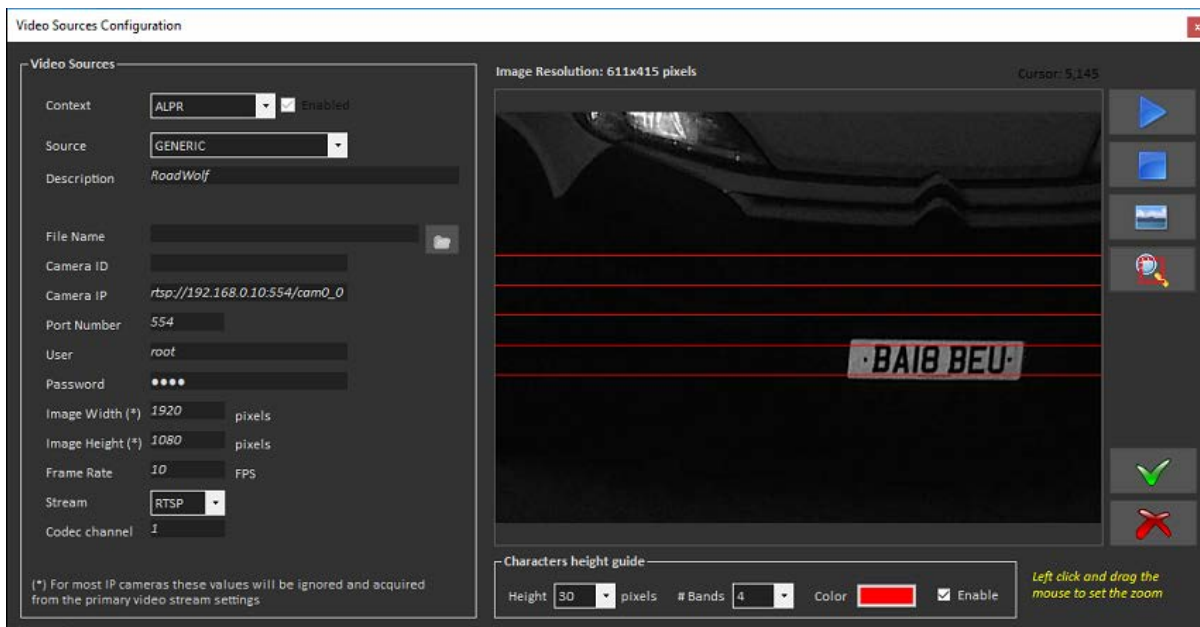 Video Sources Configuration
x
Video Sources
Context ALPR Enabled
Source GENERIC
Description RoadWolf
File Name
Camera ID
Camera IP rtsp://192.168.0.10:554/cam0_0
Port Number 554
User root
Password ●●●●
Image Width (*) 1920 pixels
Image Height (*) 1080 pixels
Frame Rate 10 FPS
Stream RTSP
Codec channel 1
(*) For most IP cameras these values will be ignored and acquired
from the primary video stream settings
Image Resolution: 611x415 pixels
Cursor: 5,145
·BA18 BEU·
Characters height guide
Height 30 pixels # Bands 4 Color Enable
Left click and drag the
mouse to set the zoom